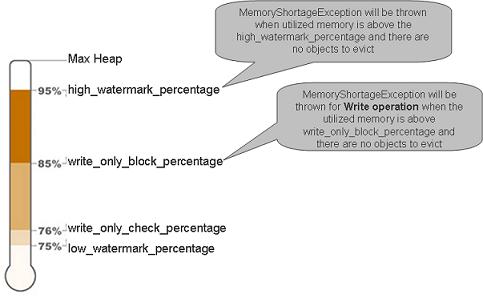 MemoryShortageException will be thrown
when utilized memory is above the
high_watermark_percentage and there are
no objects to evict
Max Heap
95%
high_watermark_percentage
MemoryShortageException will be
thrown for Write operation when the
utilized memory is above
write_only_block_percentage and
there are no objects to evict
85%
write_only_block_percentage
76%
write_only_check_percentage
75%
low_watermark_percentage